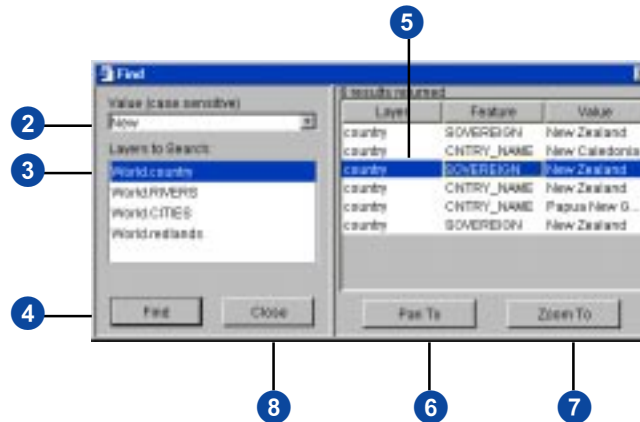 5
Find
Value (case sensitive)
6 results returned
2
New
Layer Feature Value
country SOVEREIGN New Zealand
Layers to Search:
country CNTRY_NAME New Caledonia
3
World.country
country SOVEREIGN New Zealand
World.RIVERS
country CNTRY_NAME New Zealand
World.CITIES
country CNTRY_NAME Papua New G...
World.redlands
country SOVEREIGN New Zealand
4
Find Close Pan To Zoom To
8 6 7